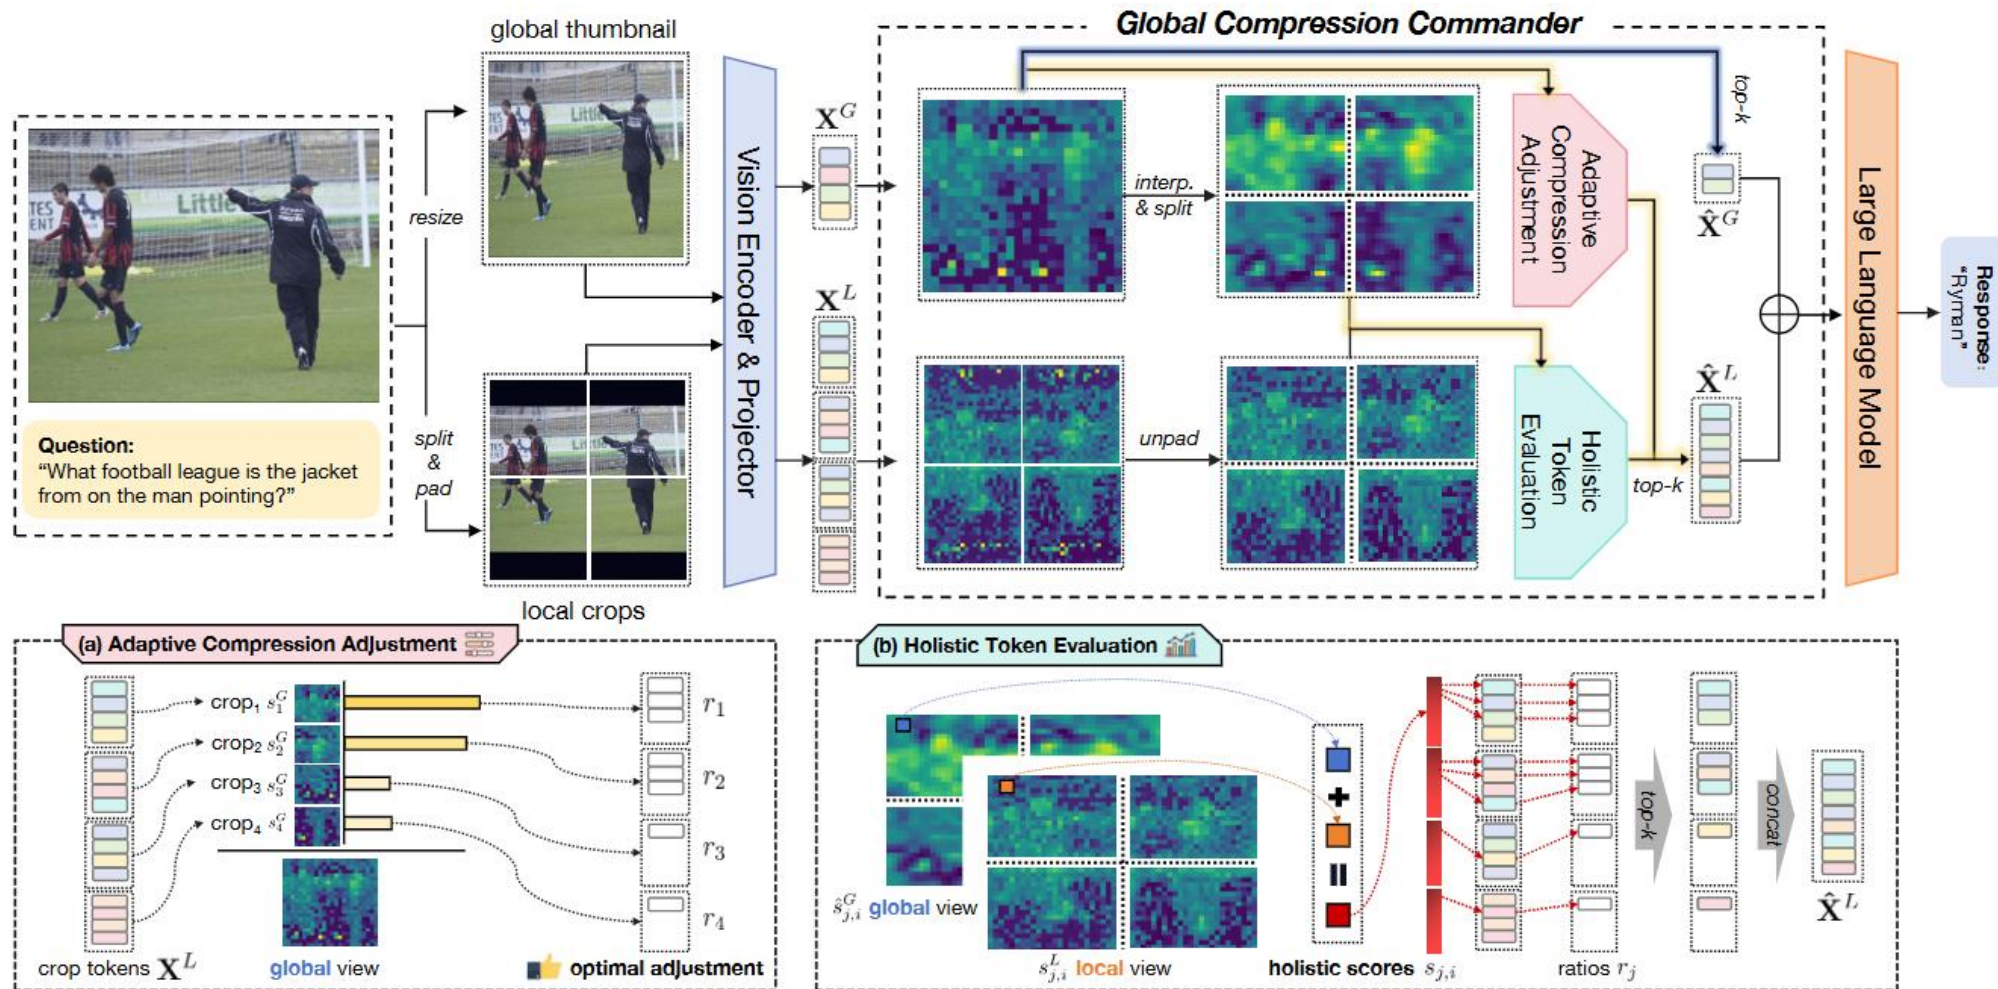 global thumbnail
Global Compression Commander
resize
split
&
pad
local crops
Question:
"What football league is the jacket
from on the man pointing?"
Vision Encoder & Projector
X^G
X^L
interp.
& split
unpad
Adaptive
Compression
Adjustment
Holistic
Token
Evaluation
top-k
top-k
X̂^G
X̂^L
Large Language Model
Response:
"Ryman"
(a) Adaptive Compression Adjustment
crop₁ s₁^G
crop₂ s₂^G
crop₃ s₃^G
crop₄ s₄^G
r₁
r₂
r₃
r₄
crop tokens X^L
global view
optimal adjustment
(b) Holistic Token Evaluation
ŝ^G_{j,i} global view
s^L_{j,i} local view
+
=
holistic scores s_{j,i}
ratios r_j
top-k
concat
X̂^L